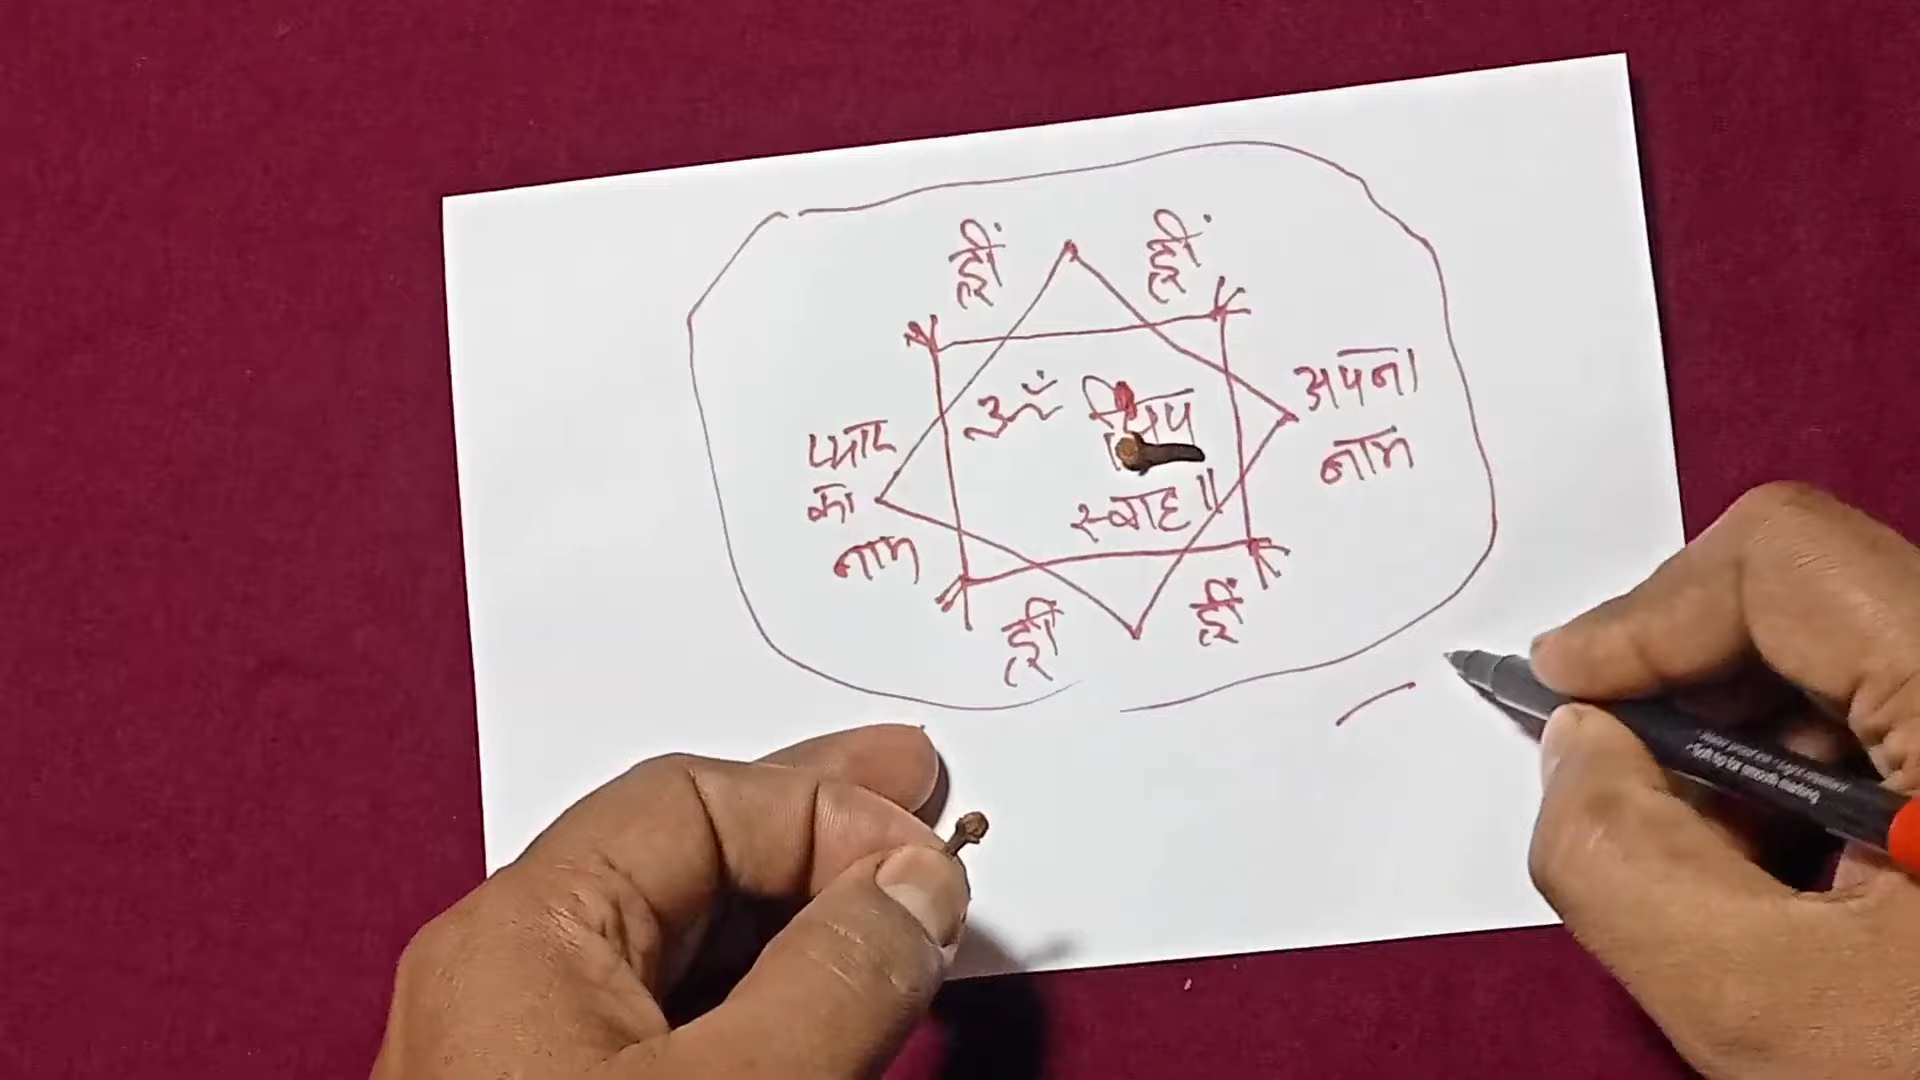 ह्रीं ह्रीं
ॐ
स्वाहा॥
प्यार
का
नाम
अपना
नाम
ह्रीं ह्रीं